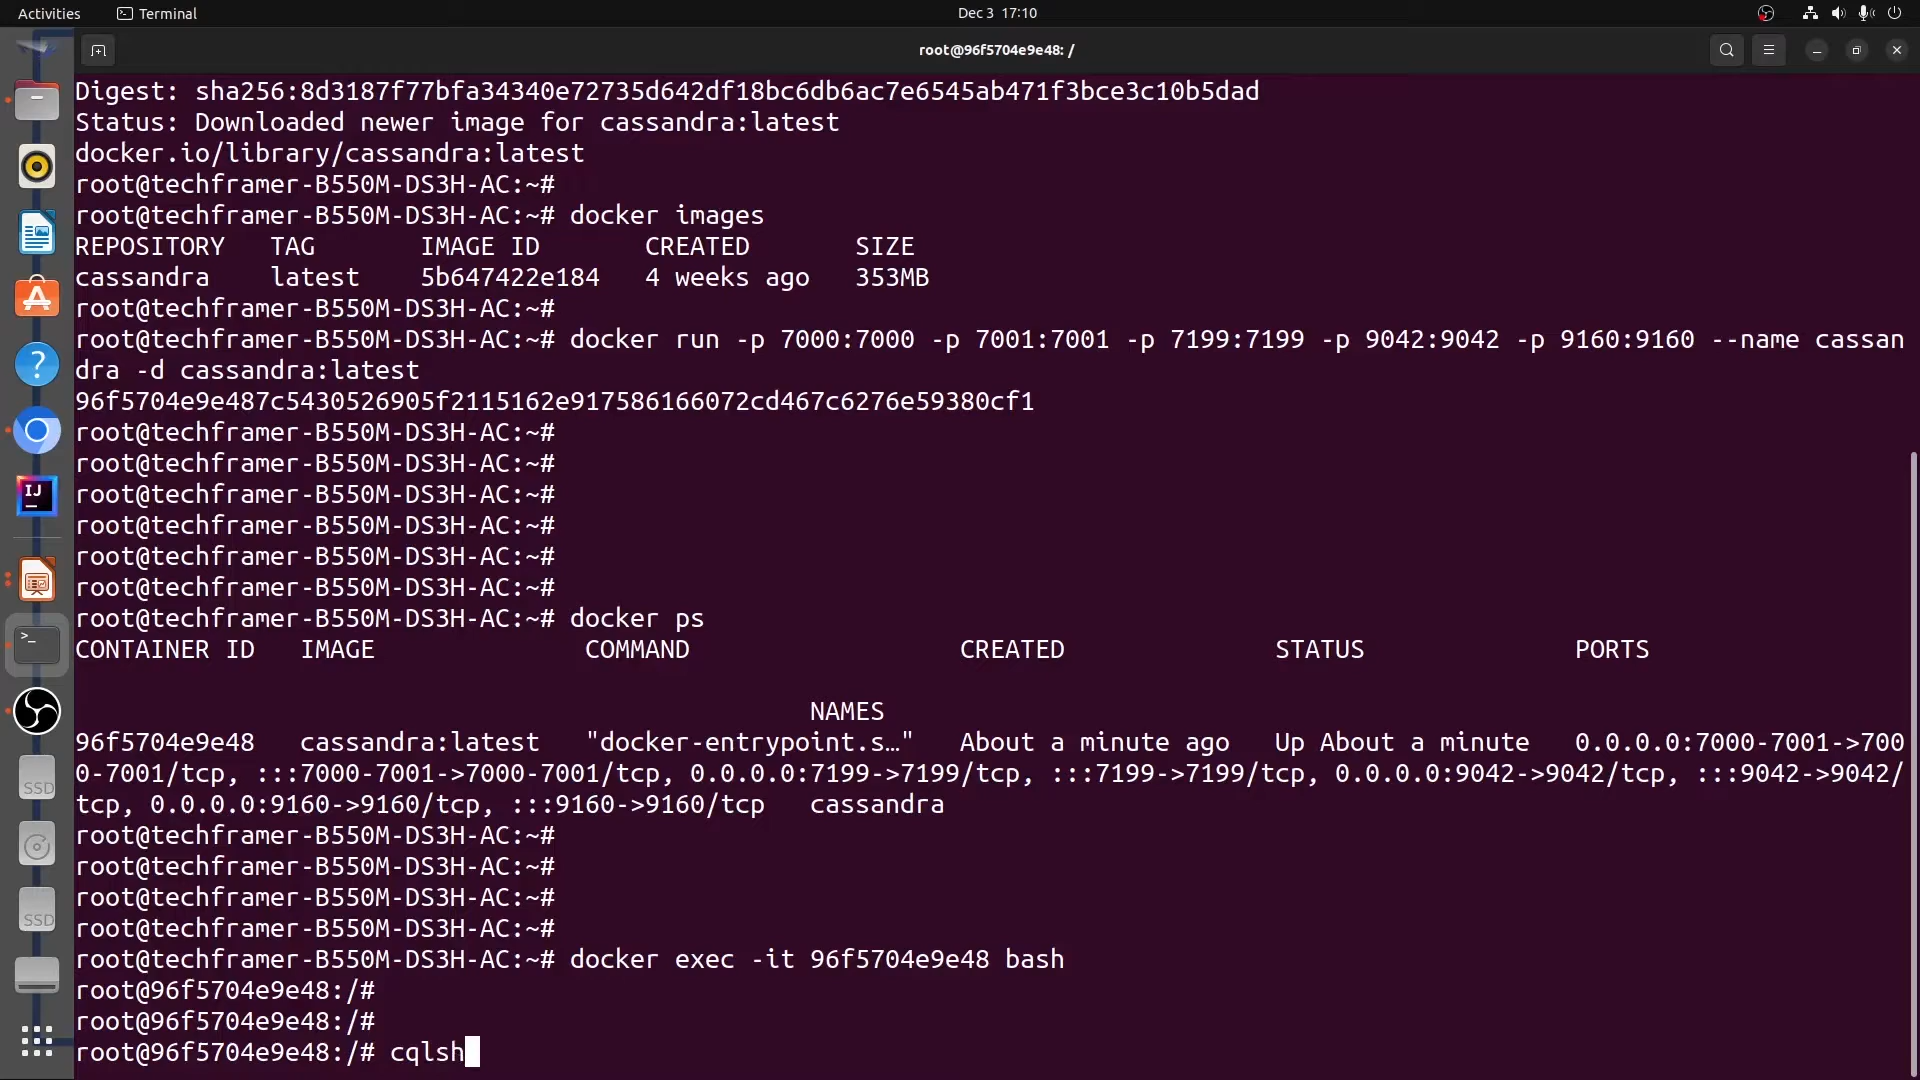 Activities
Terminal
Dec 3 17:10
root@96f5704e9e48: /
Digest: sha256:8d3187f77bfa34340e72735d642df18bc6db6ac7e6545ab471f3bce3c10b5dad
Status: Downloaded newer image for cassandra:latest
docker.io/library/cassandra:latest
root@techframer-B550M-DS3H-AC:~#
root@techframer-B550M-DS3H-AC:~# docker images
REPOSITORY TAG IMAGE ID CREATED SIZE
cassandra latest 5b647422e184 4 weeks ago 353MB
root@techframer-B550M-DS3H-AC:~#
root@techframer-B550M-DS3H-AC:~# docker run -p 7000:7000 -p 7001:7001 -p 7199:7199 -p 9042:9042 -p 9160:9160 --name cassan
dra -d cassandra:latest
96f5704e9e487c5430526905f2115162e917586166072cd467c6276e59380cf1
root@techframer-B550M-DS3H-AC:~#
root@techframer-B550M-DS3H-AC:~#
root@techframer-B550M-DS3H-AC:~#
root@techframer-B550M-DS3H-AC:~#
root@techframer-B550M-DS3H-AC:~#
root@techframer-B550M-DS3H-AC:~#
root@techframer-B550M-DS3H-AC:~# docker ps
CONTAINER ID IMAGE COMMAND CREATED STATUS PORTS
NAMES
96f5704e9e48 cassandra:latest "docker-entrypoint.s…" About a minute ago Up About a minute 0.0.0.0:7000-7001->700
0-7001/tcp, :::7000-7001->7000-7001/tcp, 0.0.0.0:7199->7199/tcp, :::7199->7199/tcp, 0.0.0.0:9042->9042/tcp, :::9042->9042/
tcp, 0.0.0.0:9160->9160/tcp, :::9160->9160/tcp cassandra
root@techframer-B550M-DS3H-AC:~#
root@techframer-B550M-DS3H-AC:~#
root@techframer-B550M-DS3H-AC:~#
root@techframer-B550M-DS3H-AC:~#
root@techframer-B550M-DS3H-AC:~# docker exec -it 96f5704e9e48 bash
root@96f5704e9e48:/#
root@96f5704e9e48:/#
root@96f5704e9e48:/# cqlsh
IJ
SSD
SSD